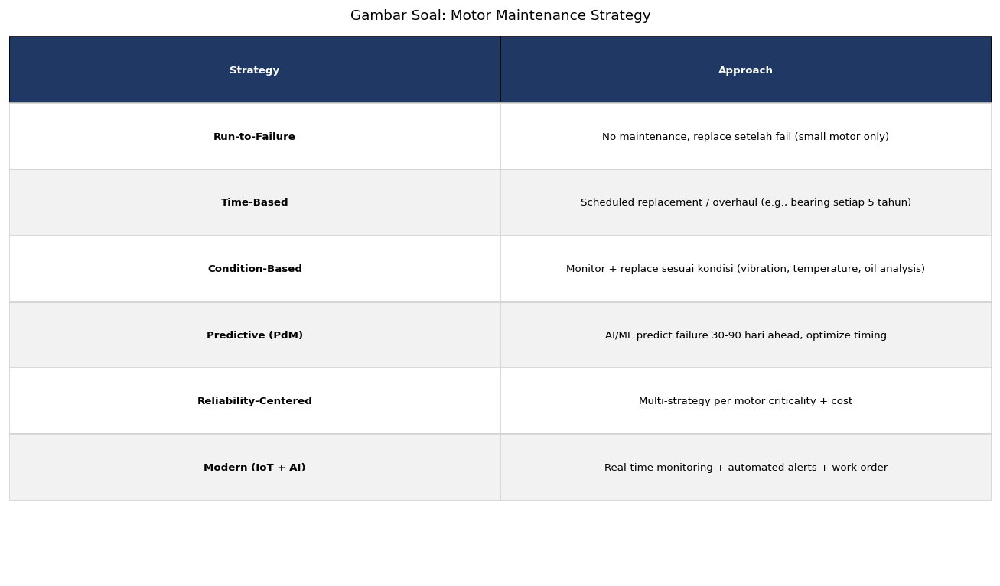 Gambar Soal: Motor Maintenance Strategy
Strategy
Approach
Run-to-Failure
No maintenance, replace setelah fail (small motor only)
Time-Based
Scheduled replacement / overhaul (e.g., bearing setiap 5 tahun)
Condition-Based
Monitor + replace sesuai kondisi (vibration, temperature, oil analysis)
Predictive (PdM)
AI/ML predict failure 30-90 hari ahead, optimize timing
Reliability-Centered
Multi-strategy per motor criticality + cost
Modern (IoT + AI)
Real-time monitoring + automated alerts + work order